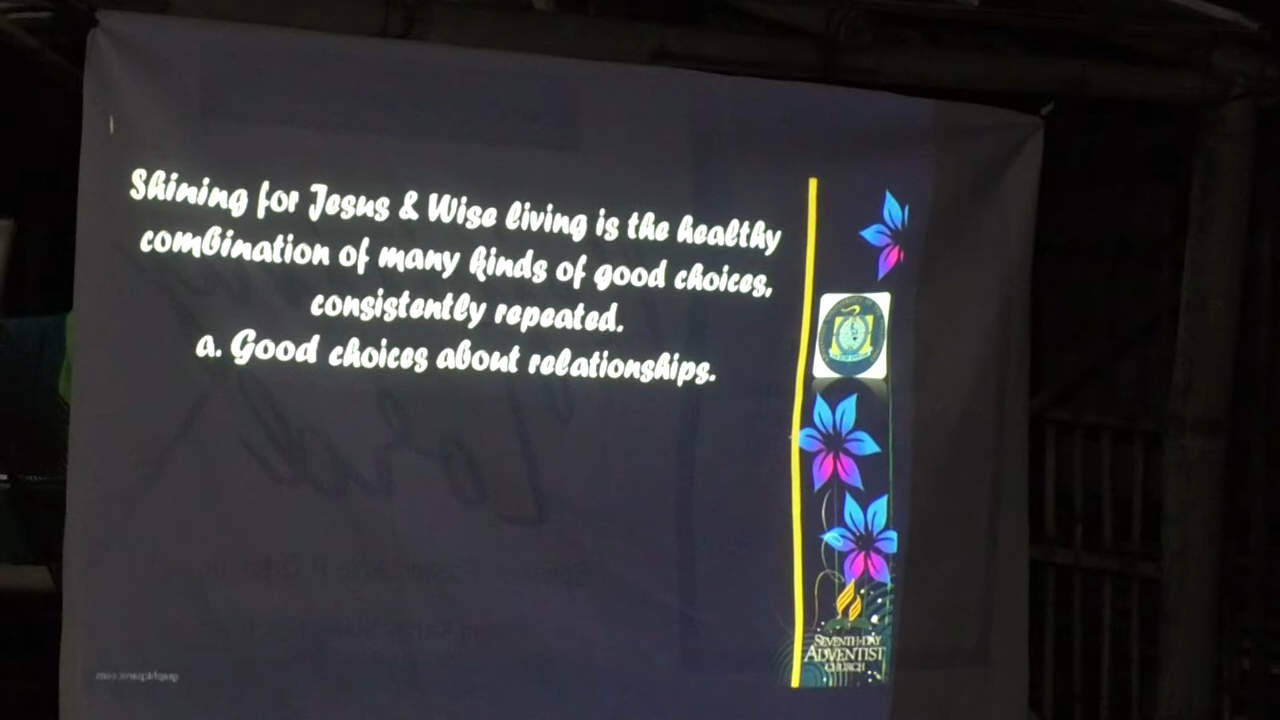 Shining for Jesus & Wise living is the healthy
combination of many kinds of good choices,
consistently repeated.
a. Good choices about relationships.
SEVENTH-DAY
ADVENTIST
CHURCH